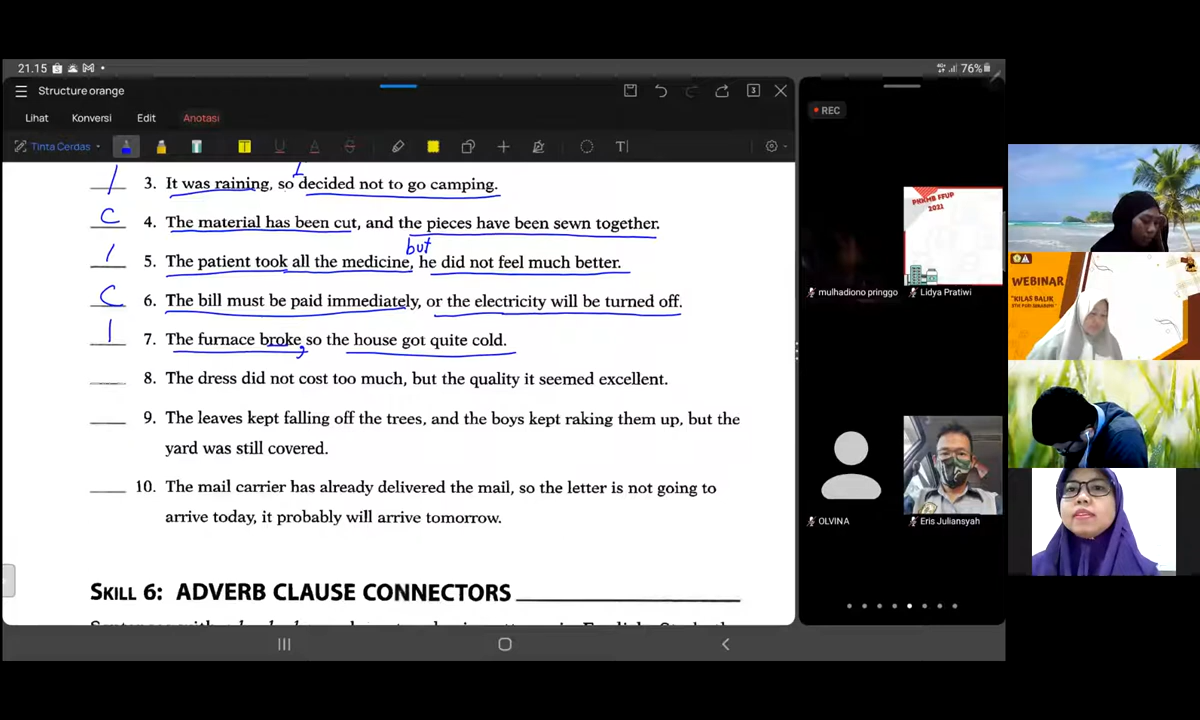 21.15
76%
Structure orange
3
Lihat Konversi Edit Anotasi
Tinta Cerdas
I
I 3. It was raining, so decided not to go camping.
C 4. The material has been cut, and the pieces have been sewn together.
but
I 5. The patient took all the medicine, he did not feel much better.
C 6. The bill must be paid immediately, or the electricity will be turned off.
I 7. The furnace broke, so the house got quite cold.
8. The dress did not cost too much, but the quality it seemed excellent.
9. The leaves kept falling off the trees, and the boys kept raking them up, but the
yard was still covered.
10. The mail carrier has already delivered the mail, so the letter is not going to
arrive today, it probably will arrive tomorrow.
SKILL 6: ADVERB CLAUSE CONNECTORS
REC
PKKMB FFUP
2021
mulhadiono pringgo
Lidya Pratiwi
OLVINA
Eris Juliansyah
WEBINAR
"KILAS BALIK